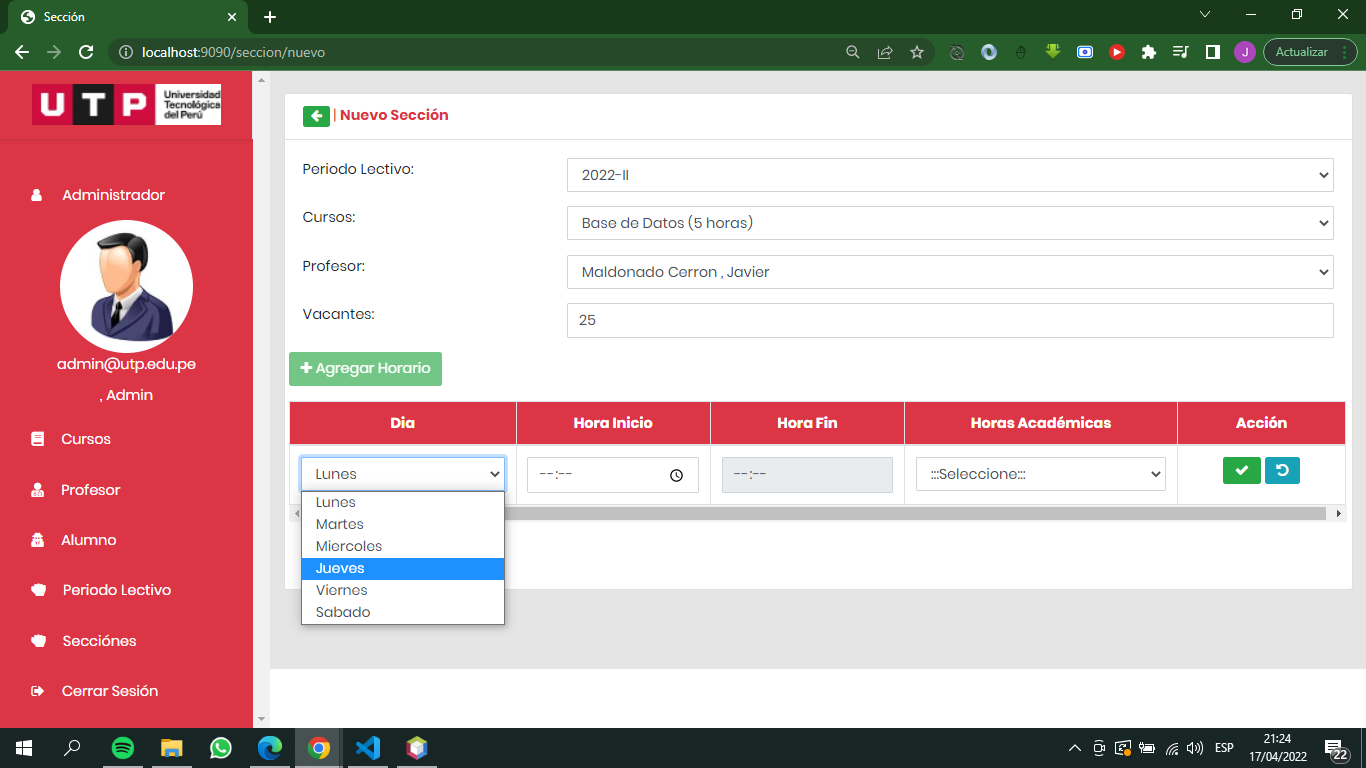 Sección
localhost:9090/seccion/nuevo
J
Actualizar
U T P
Universidad
Tecnológica
del Perú
Administrador
admin@utp.edu.pe
, Admin
Cursos
Profesor
Alumno
Periodo Lectivo
Secciónes
Cerrar Sesión
| Nuevo Sección
Periodo Lectivo:
2022-II
Cursos:
Base de Datos (5 horas)
Profesor:
Maldonado Cerron , Javier
Vacantes:
25
Agregar Horario
Dia Hora Inicio Hora Fin Horas Académicas Acción
Lunes --:-- --:-- :::Seleccione:::
Lunes
Martes
Miercoles
Jueves
Viernes
Sabado
ESP
21:24
17/04/2022
22